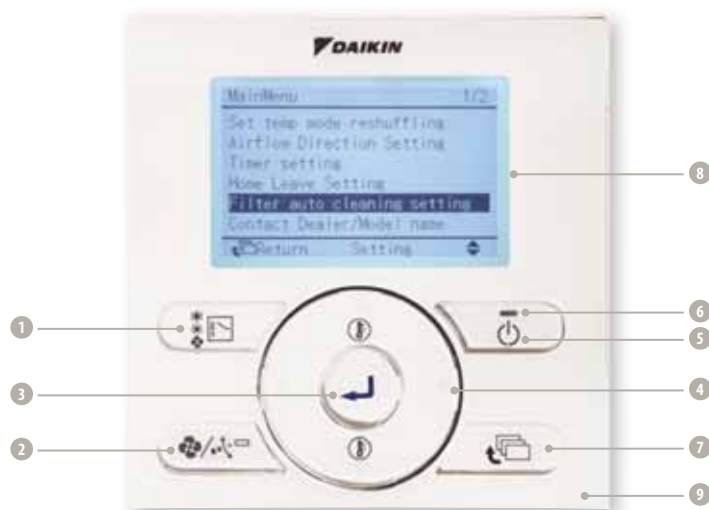 DAIKIN
MainMenu 1/2
Set temp mode reshuffling
Airflow Direction Setting
Timer setting
Home Leave Setting
Filter auto cleaning setting
Contact Dealer/Model name
Return Setting
1
2
3
4
5
6
7
8
9